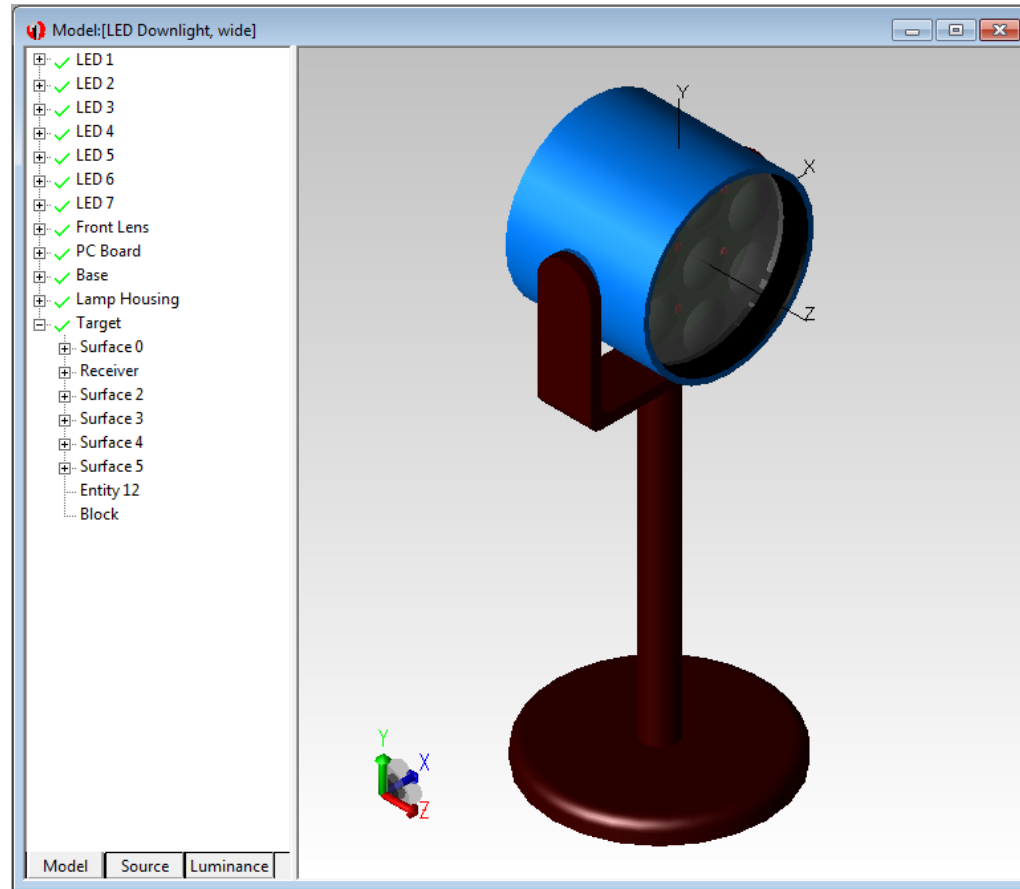 Model:[LED Downlight, wide]
LED 1
LED 2
LED 3
LED 4
LED 5
LED 6
LED 7
Front Lens
PC Board
Base
Lamp Housing
Target
Surface 0
Receiver
Surface 2
Surface 3
Surface 4
Surface 5
Entity 12
Block
Y
X
Z
Y
X
Z
Model Source Luminance